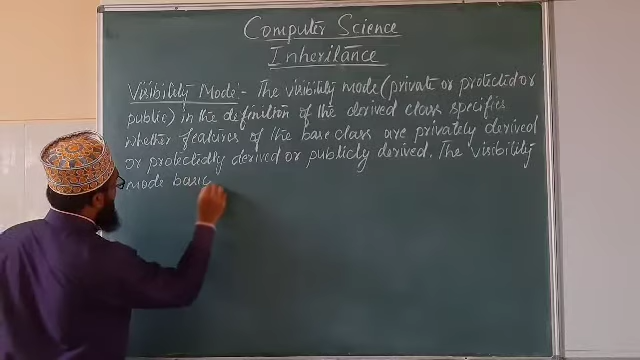 Computer Science
Inheritance
Visibility Mode:- The visibility mode (private or protected or
public) in the definition of the derived class specifies
whether features of the base class are privately derived
or protectedly derived or publicly derived. The visibility
mode basic